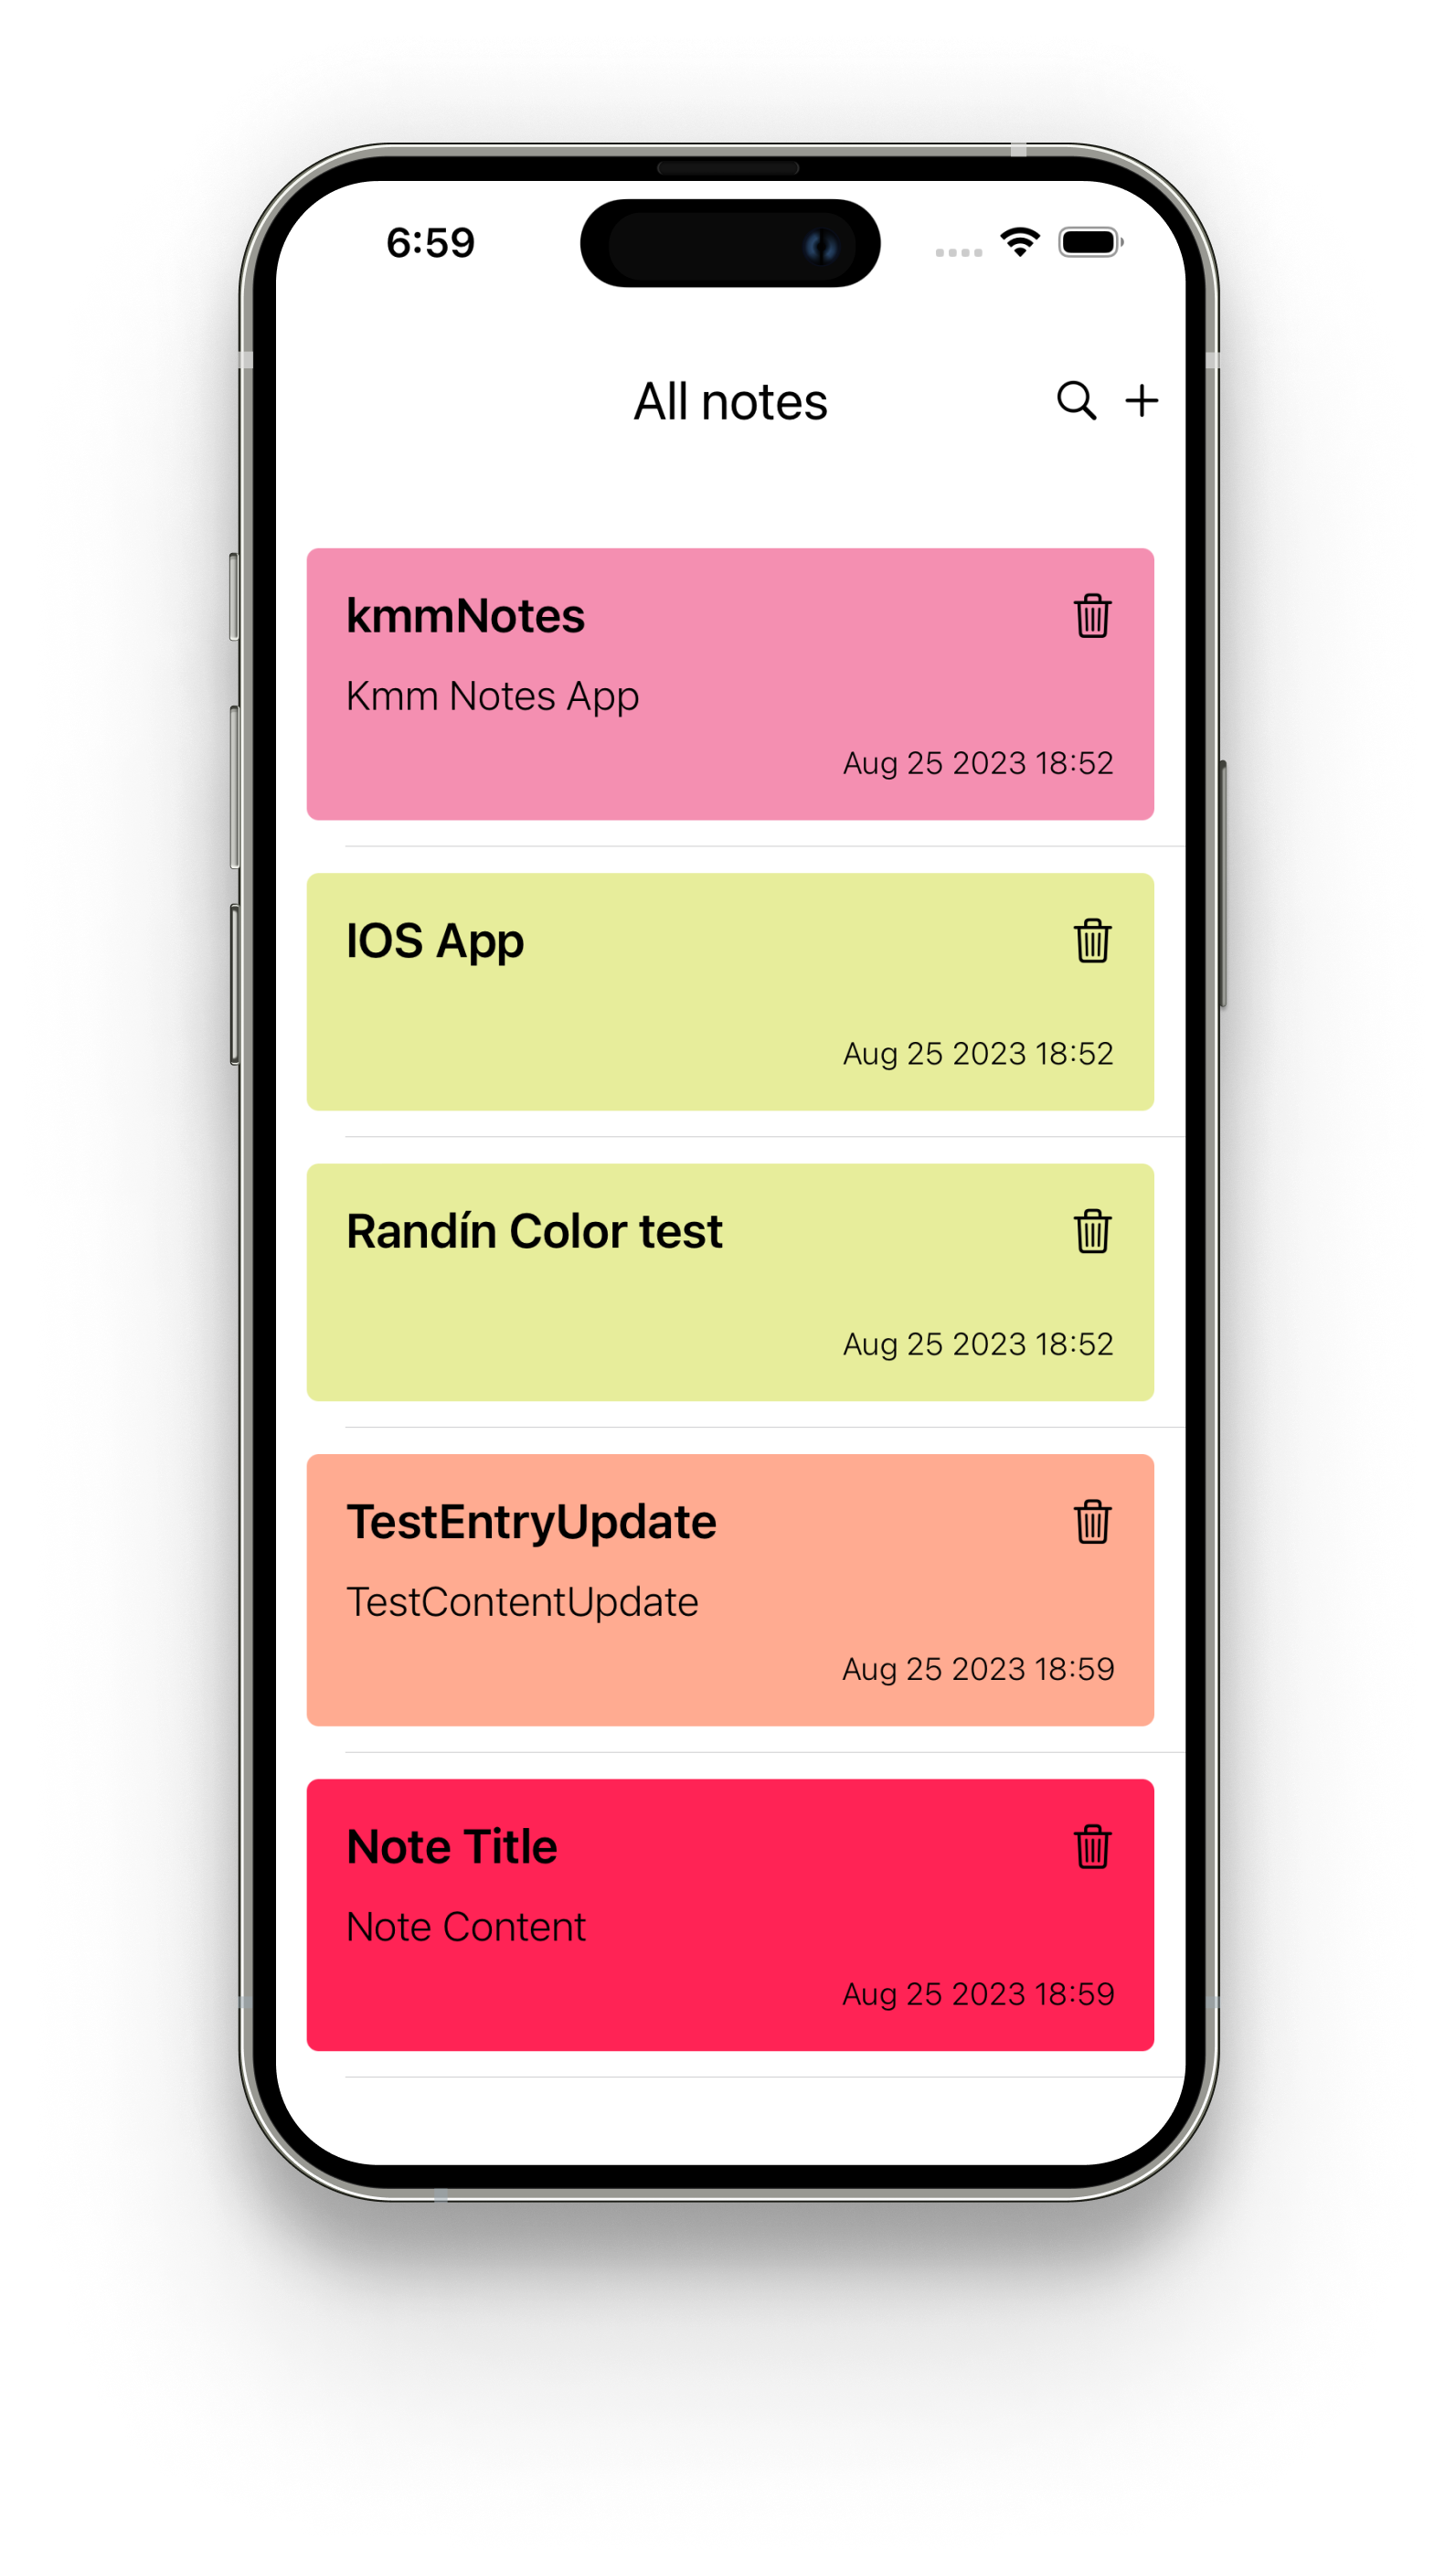 6:59
All notes
kmmNotes
Kmm Notes App
Aug 25 2023 18:52
IOS App
Aug 25 2023 18:52
Randín Color test
Aug 25 2023 18:52
TestEntryUpdate
TestContentUpdate
Aug 25 2023 18:59
Note Title
Note Content
Aug 25 2023 18:59